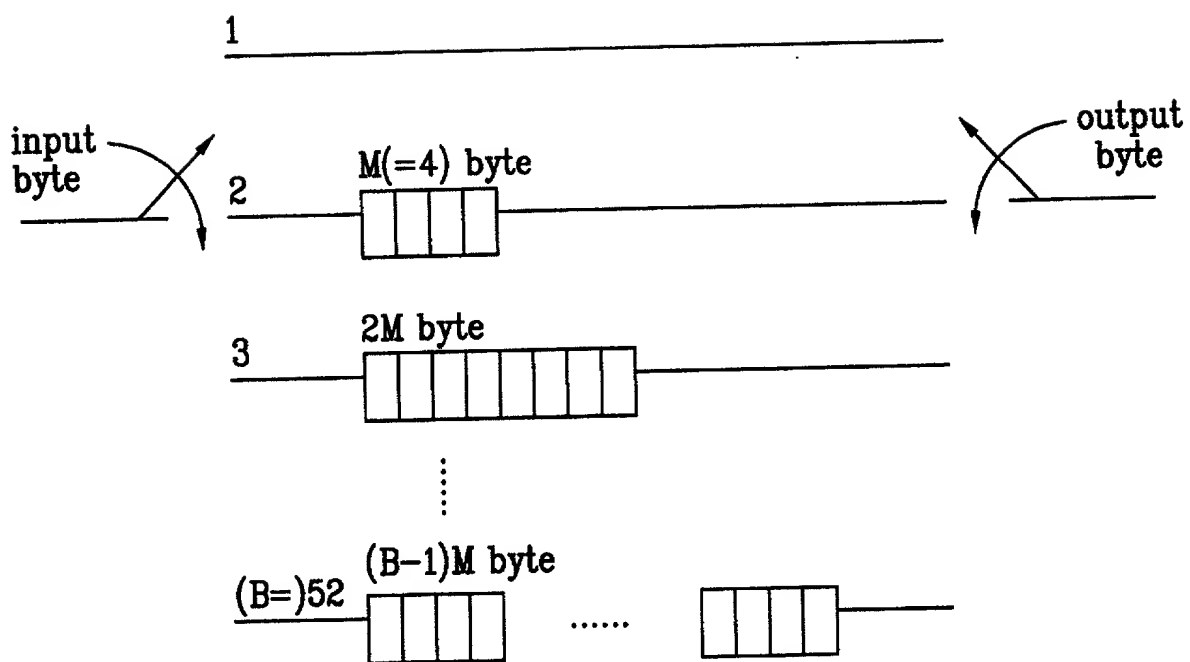 1
input
byte
output
byte
M(=4) byte
2
2M byte
3
(B-1)M byte
(B=)52